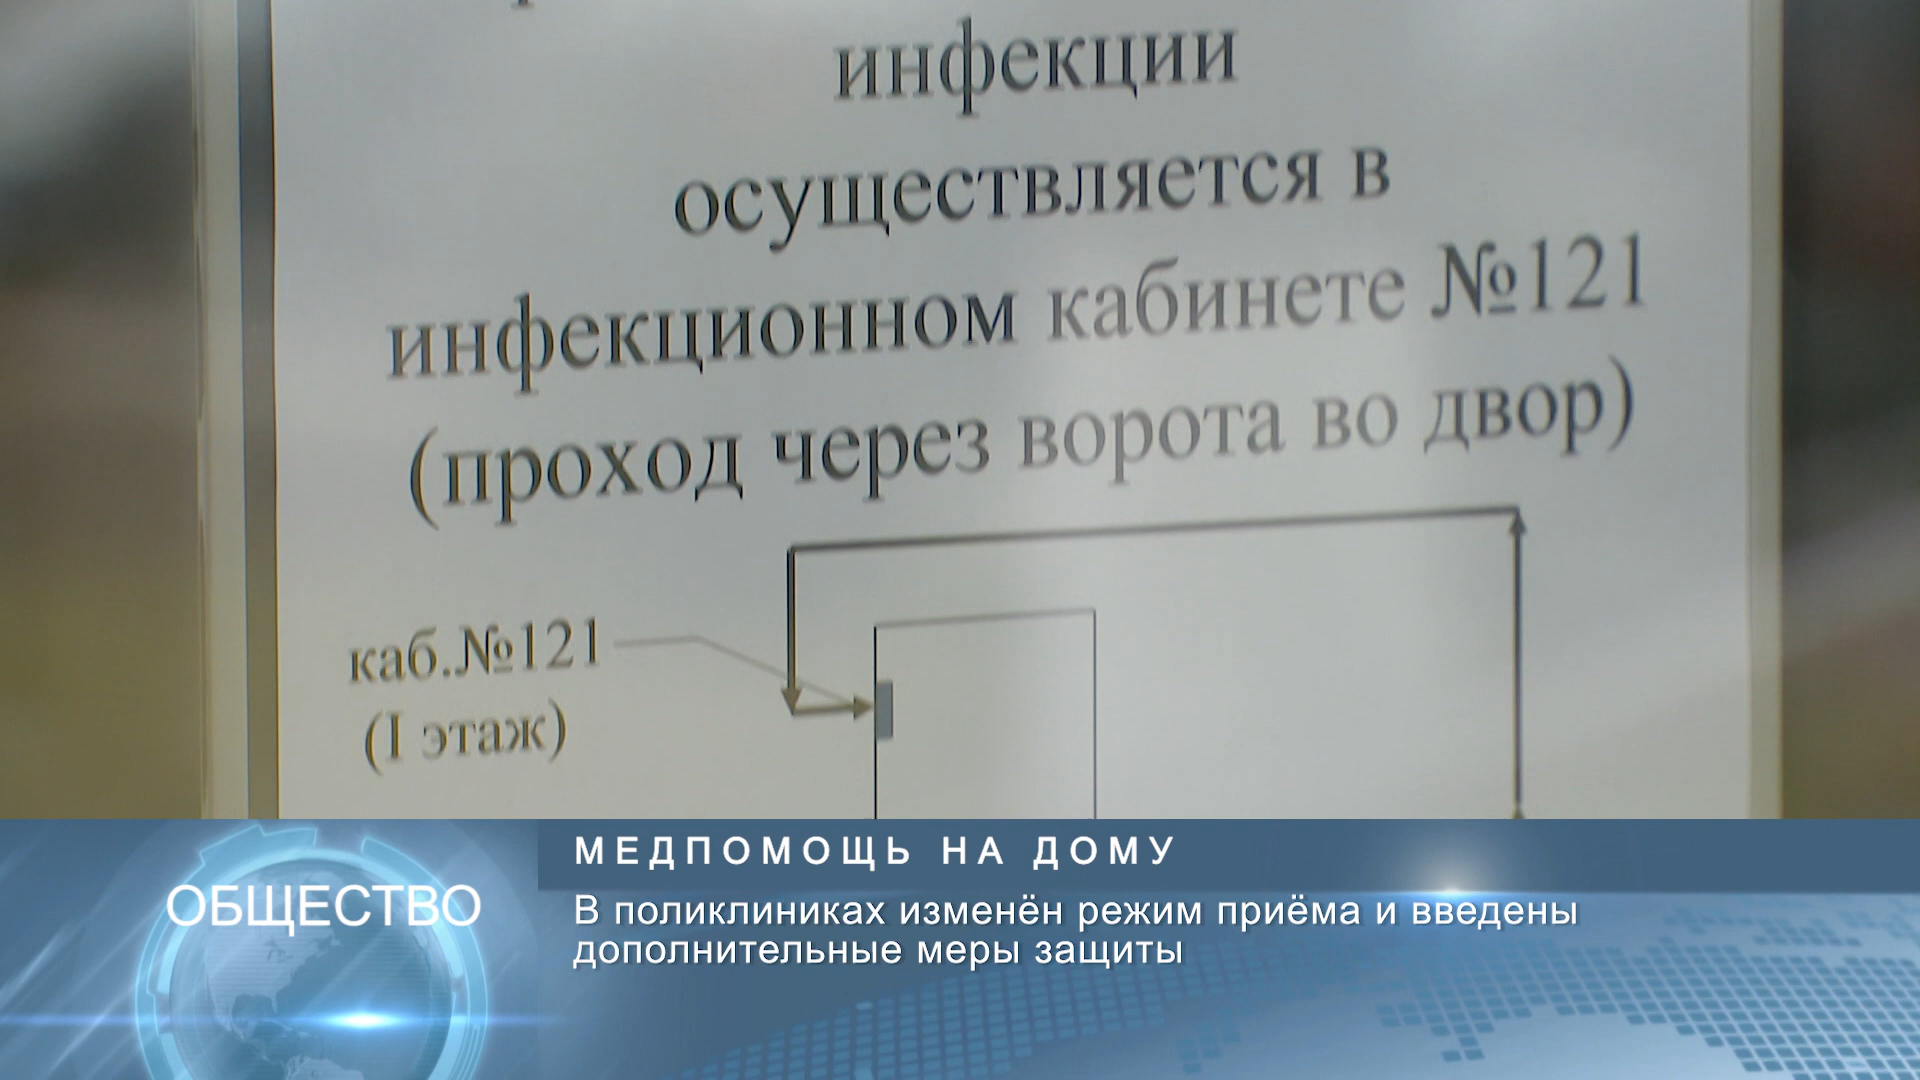 инфекции
осуществляется в
инфекционном кабинете №121
(проход через ворота во двор)
каб.№121
(I этаж)
ОБЩЕСТВО
МЕДПОМОЩЬ НА ДОМУ
В поликлиниках изменён режим приёма и введены
дополнительные меры защиты